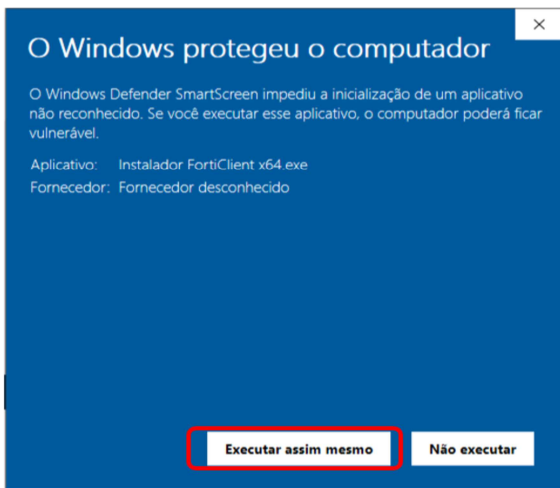 O Windows protegeu o computador
O Windows Defender SmartScreen impediu a inicialização de um aplicativo
não reconhecido. Se você executar esse aplicativo, o computador poderá ficar
vulnerável.
Aplicativo: Instalador FortiClient x64.exe
Fornecedor: Fornecedor desconhecido
Executar assim mesmo Não executar